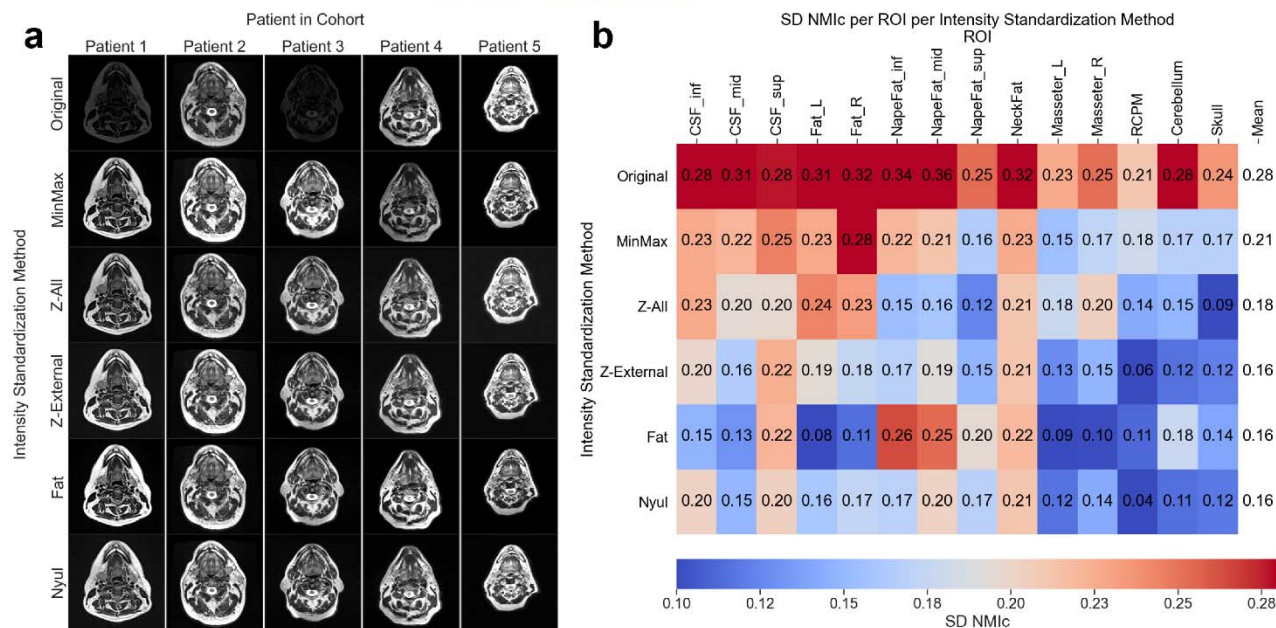 a
Patient in Cohort
Patient 1 Patient 2 Patient 3 Patient 4 Patient 5
Intensity Standardization Method
Original
MinMax
Z-All
Z-External
Fat
Nyul
b
SD NMIc per ROI per Intensity Standardization Method
ROI
CSF_inf CSF_mid CSF_sup Fat_L Fat_R NapeFat_inf NapeFat_mid NapeFat_sup NeckFat Masseter_L Masseter_R RCPM Cerebellum Skull Mean
Intensity Standardization Method
Original 0.28 0.31 0.28 0.31 0.32 0.34 0.36 0.25 0.32 0.23 0.25 0.21 0.28 0.24 0.28
MinMax 0.23 0.22 0.25 0.23 0.28 0.22 0.21 0.16 0.23 0.15 0.17 0.18 0.17 0.17 0.21
Z-All 0.23 0.20 0.20 0.24 0.23 0.15 0.16 0.12 0.21 0.18 0.20 0.14 0.15 0.09 0.18
Z-External 0.20 0.16 0.22 0.19 0.18 0.17 0.19 0.15 0.21 0.13 0.15 0.06 0.12 0.12 0.16
Fat 0.15 0.13 0.22 0.08 0.11 0.26 0.25 0.20 0.22 0.09 0.10 0.11 0.18 0.14 0.16
Nyul 0.20 0.15 0.20 0.16 0.17 0.17 0.20 0.17 0.21 0.12 0.14 0.04 0.11 0.12 0.16
0.10 0.12 0.15 0.18 0.20 0.23 0.25 0.28
SD NMIc